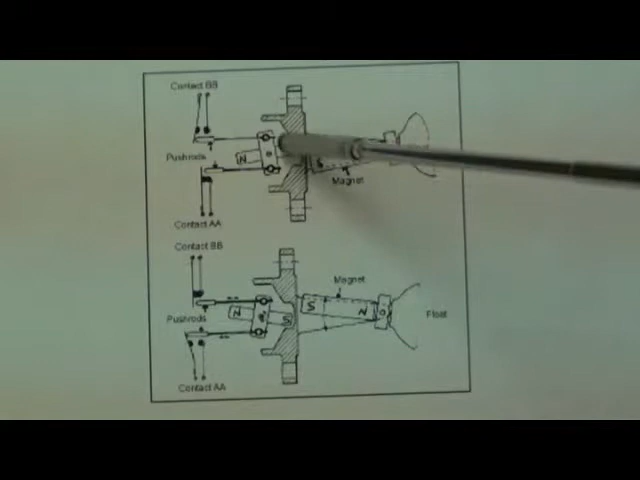 Contact BB
Pushrods
N
S
Magnet
Contact AA
Contact BB
Magnet
S
N
Float
Pushrods
N
S
Contact AA